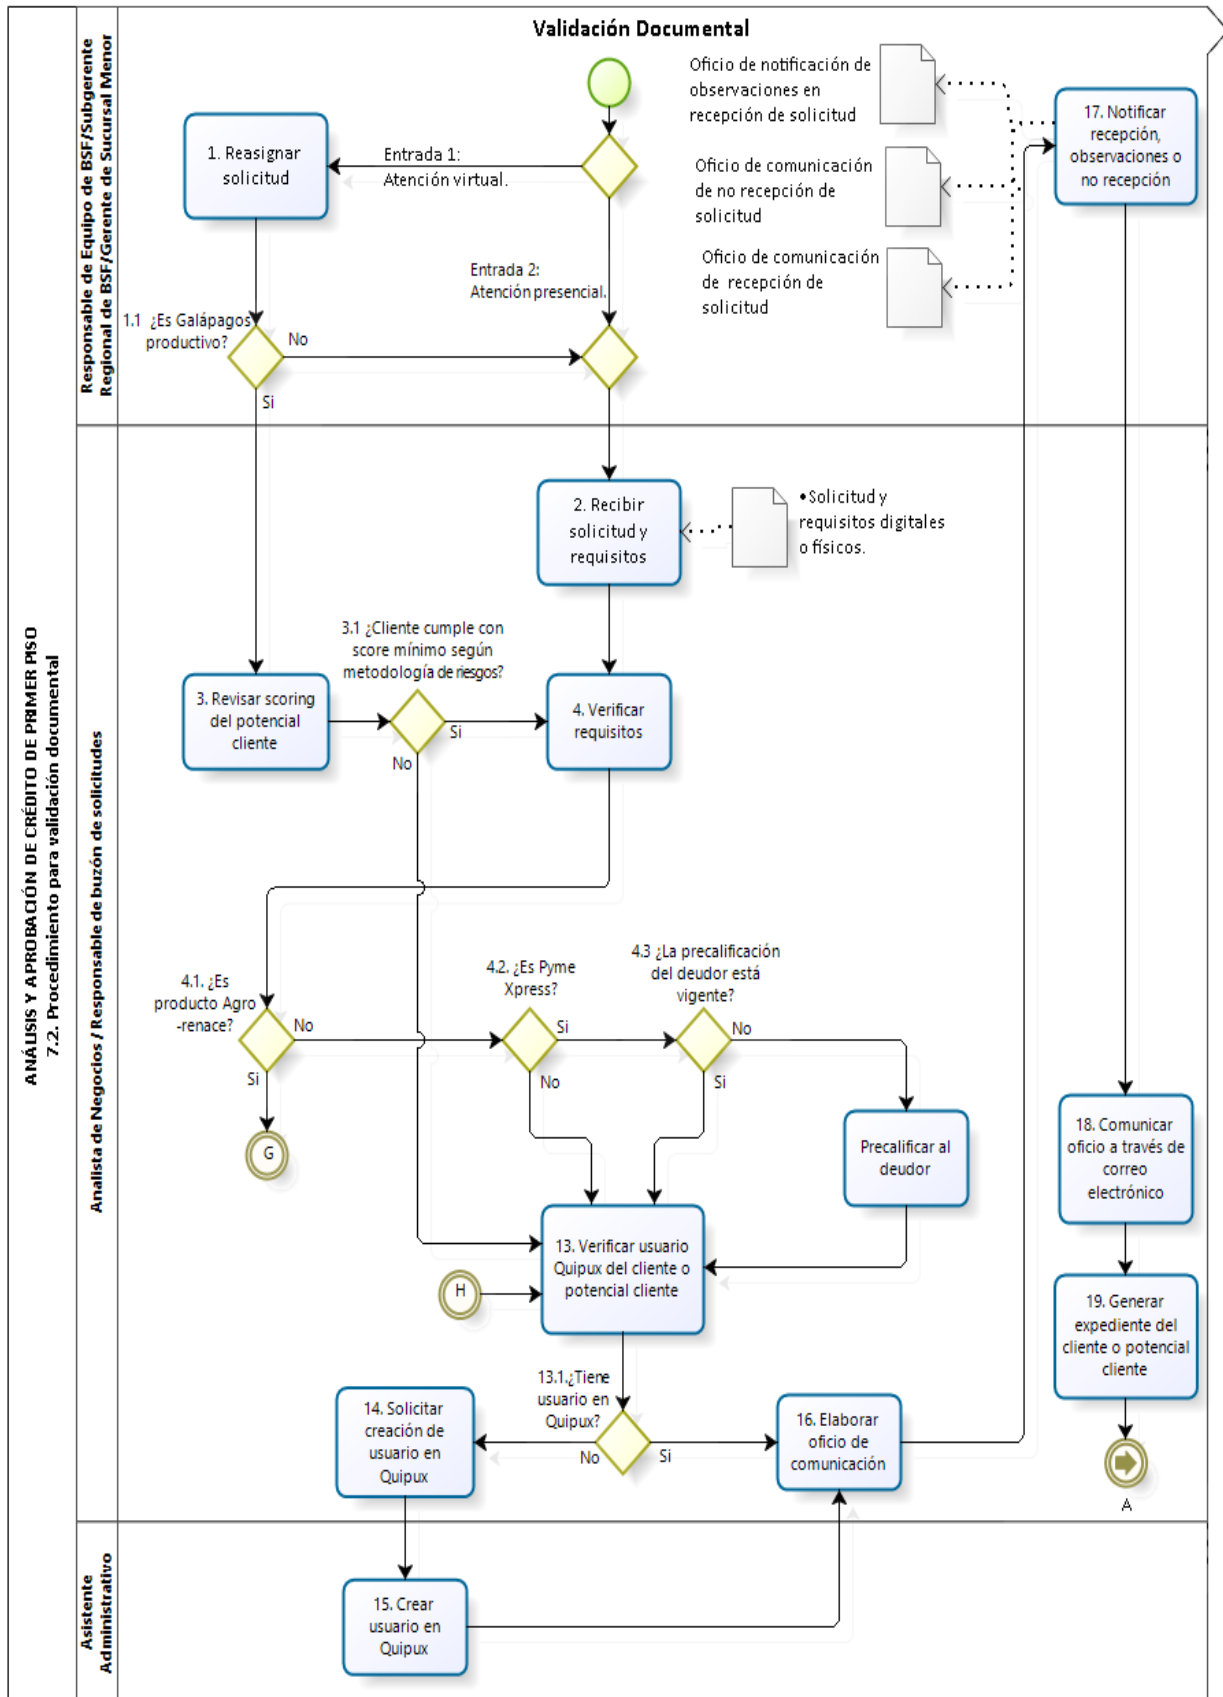 Validación Documental
ANÁLISIS Y APROBACIÓN DE CRÉDITO DE PRIMER PISO
7.2. Procedimiento para validación documental
Responsable de Equipo de BSF/Subgerente
Regional de BSF/Gerente de Sucursal Menor
Oficio de notificación de
observaciones en
recepción de solicitud
17. Notificar
recepción,
observaciones o
no recepción
1. Reasignar
solicitud
Entrada 1:
Atención virtual.
Oficio de comunicación
de no recepción de
solicitud
Entrada 2:
Atención presencial.
Oficio de comunicación
de recepción de
solicitud
1.1 ¿Es Galápagos
productivo?
No
Si
Analista de Negocios / Responsable de buzón de solicitudes
2. Recibir
solicitud y
requisitos
•Solicitud y
requisitos digitales
o físicos.
3.1 ¿Cliente cumple con
score mínimo según
metodología de riesgos?
3. Revisar scoring
del potencial
cliente
Si
No
4. Verificar
requisitos
4.1. ¿Es
producto Agro
-renace?
No
Si
G
4.2. ¿Es Pyme
Xpress?
Si
No
4.3 ¿La precalificación
del deudor está
vigente?
No
Si
Precalificar al
deudor
18. Comunicar
oficio a través de
correo
electrónico
13. Verificar usuario
Quipux del cliente o
potencial cliente
H
19. Generar
expediente del
cliente o potencial
cliente
13.1.¿Tiene
usuario en
Quipux?
No
Si
14. Solicitar
creación de
usuario en
Quipux
16. Elaborar
oficio de
comunicación
A
Asistente
Administrativo
15. Crear
usuario en
Quipux